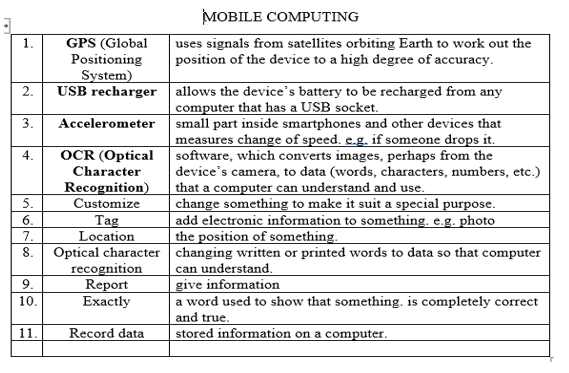 MOBILE COMPUTING
1. GPS (Global uses signals from satellites orbiting Earth to work out the
Positioning position of the device to a high degree of accuracy.
System)
2. USB recharger allows the device's battery to be recharged from any
computer that has a USB socket.
3. Accelerometer small part inside smartphones and other devices that
measures change of speed. e.g. if someone drops it.
4. OCR (Optical software, which converts images, perhaps from the
Character device's camera, to data (words, characters, numbers, etc.)
Recognition) that a computer can understand and use.
5. Customize change something to make it suit a special purpose.
6. Tag add electronic information to something. e.g. photo
7. Location the position of something.
8. Optical character changing written or printed words to data so that computer
recognition can understand.
9. Report give information
10. Exactly a word used to show that something. is completely correct
and true.
11. Record data stored information on a computer.